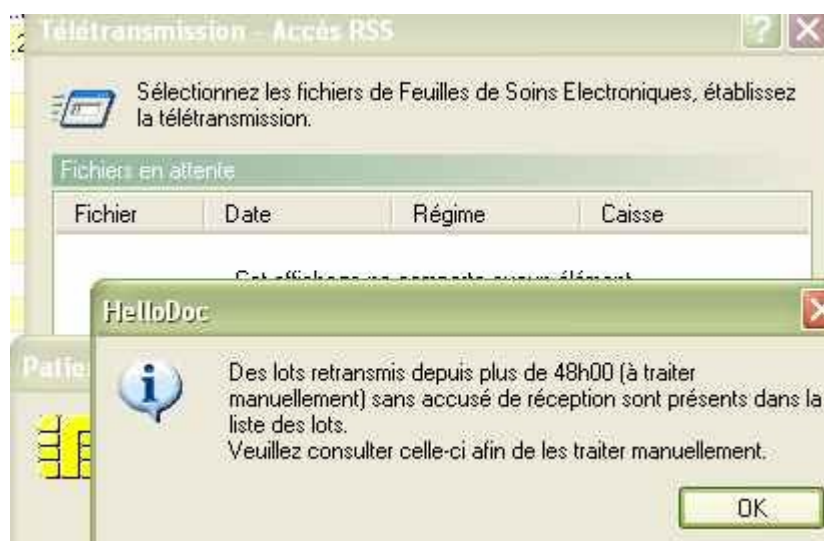 Télétransmission - Accès RSS
Sélectionnez les fichiers de Feuilles de Soins Electroniques, établissez
la télétransmission.
Fichiers en attente
Fichier Date Régime Caisse
HelloDoc
Des lots retransmis depuis plus de 48h00 (à traiter
manuellement) sans accusé de réception sont présents dans la
liste des lots.
Veuillez consulter celle-ci afin de les traiter manuellement.
OK